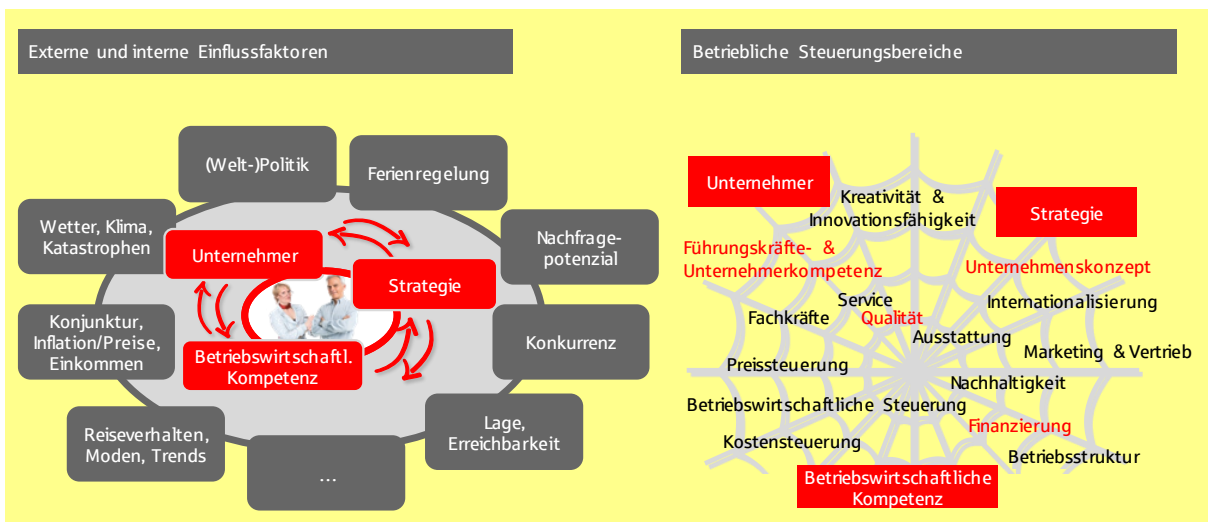 Externe und interne Einflussfaktoren
(Welt-)Politik
Ferienregelung
Wetter, Klima,
Katastrophen
Nachfrage-
potenzial
Unternehmer
Strategie
Konjunktur,
Inflation/Preise,
Einkommen
Konkurrenz
Betriebswirtschaftl.
Kompetenz
Reiseverhalten,
Moden, Trends
Lage,
Erreichbarkeit
...
Betriebliche Steuerungsbereiche
Unternehmer
Kreativität &
Innovationsfähigkeit
Strategie
Führungskräfte- &
Unternehmerkompetenz
Unternehmenskonzept
Service
Internationalisierung
Fachkräfte
Qualität
Ausstattung
Marketing & Vertrieb
Preissteuerung
Nachhaltigkeit
Betriebswirtschaftliche Steuerung
Finanzierung
Kostensteuerung
Betriebsstruktur
Betriebswirtschaftliche
Kompetenz